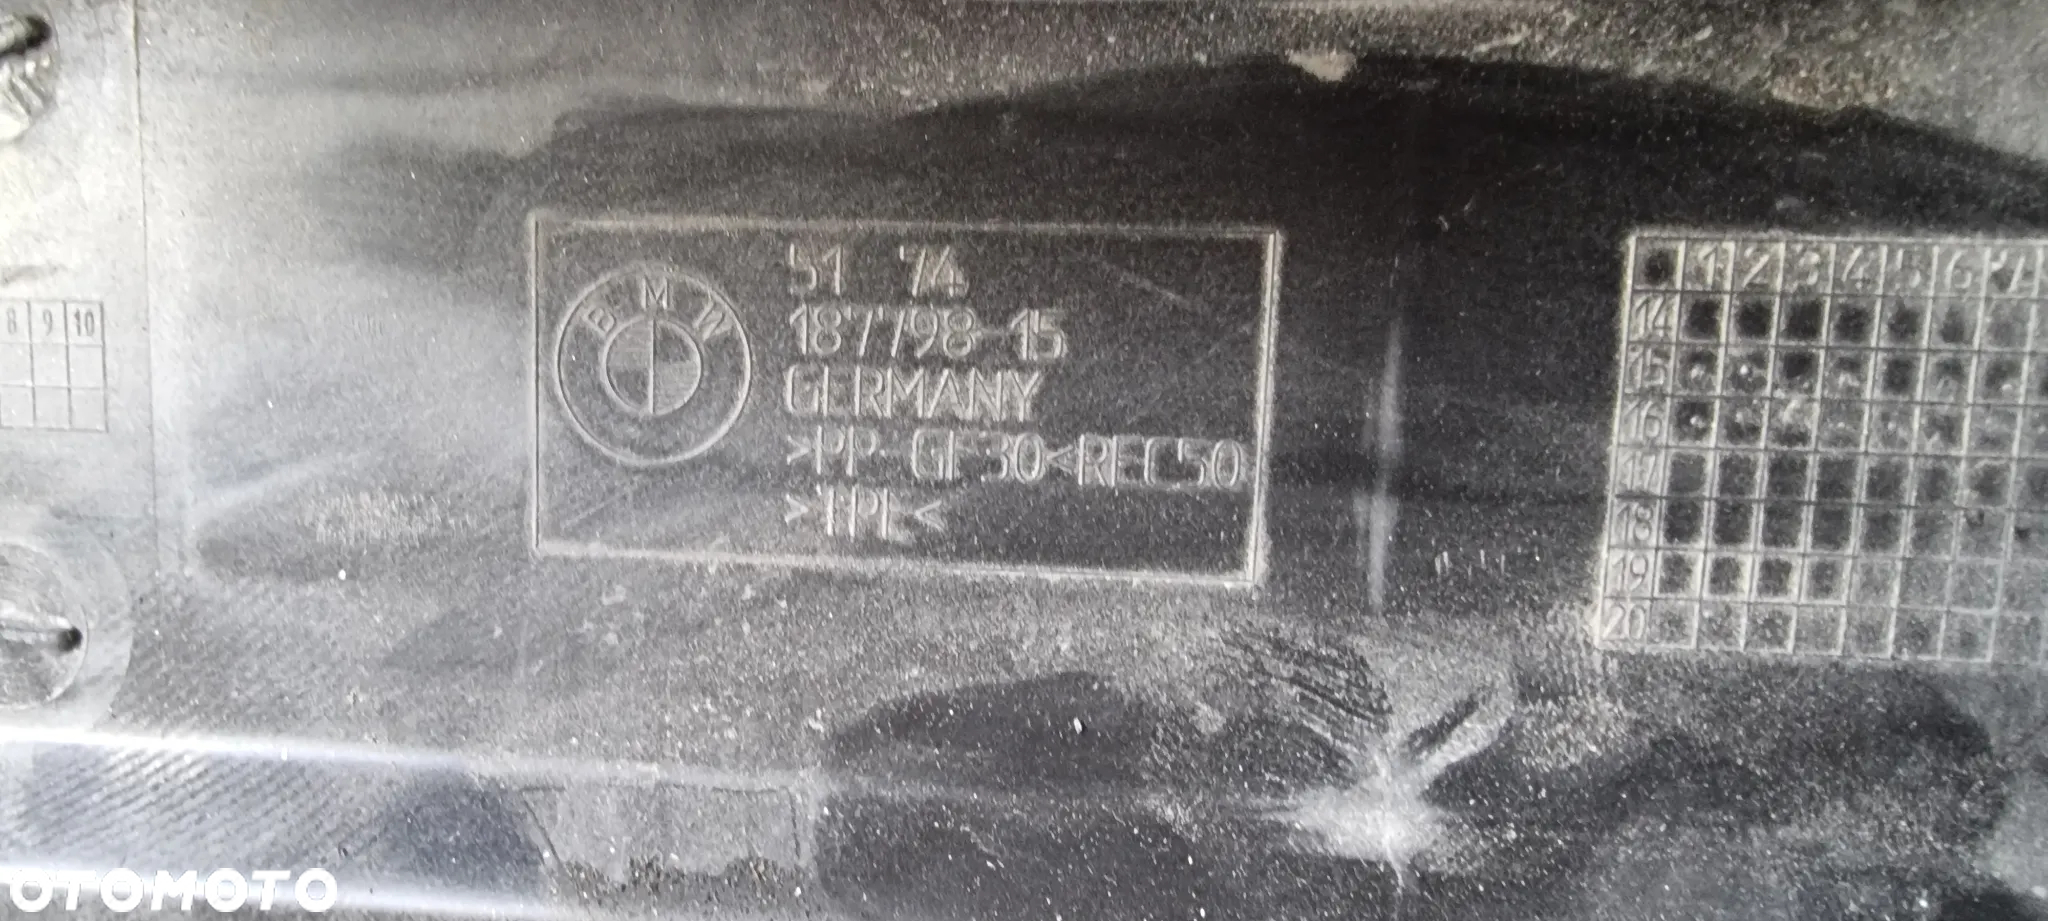 BMW
51 74
187798-15
GERMANY
>PP-GF30<REC50
>TPE<
8 9 10
1 2 3 4 5 6
14
15
16
17
18
19
20
OTOMOTO